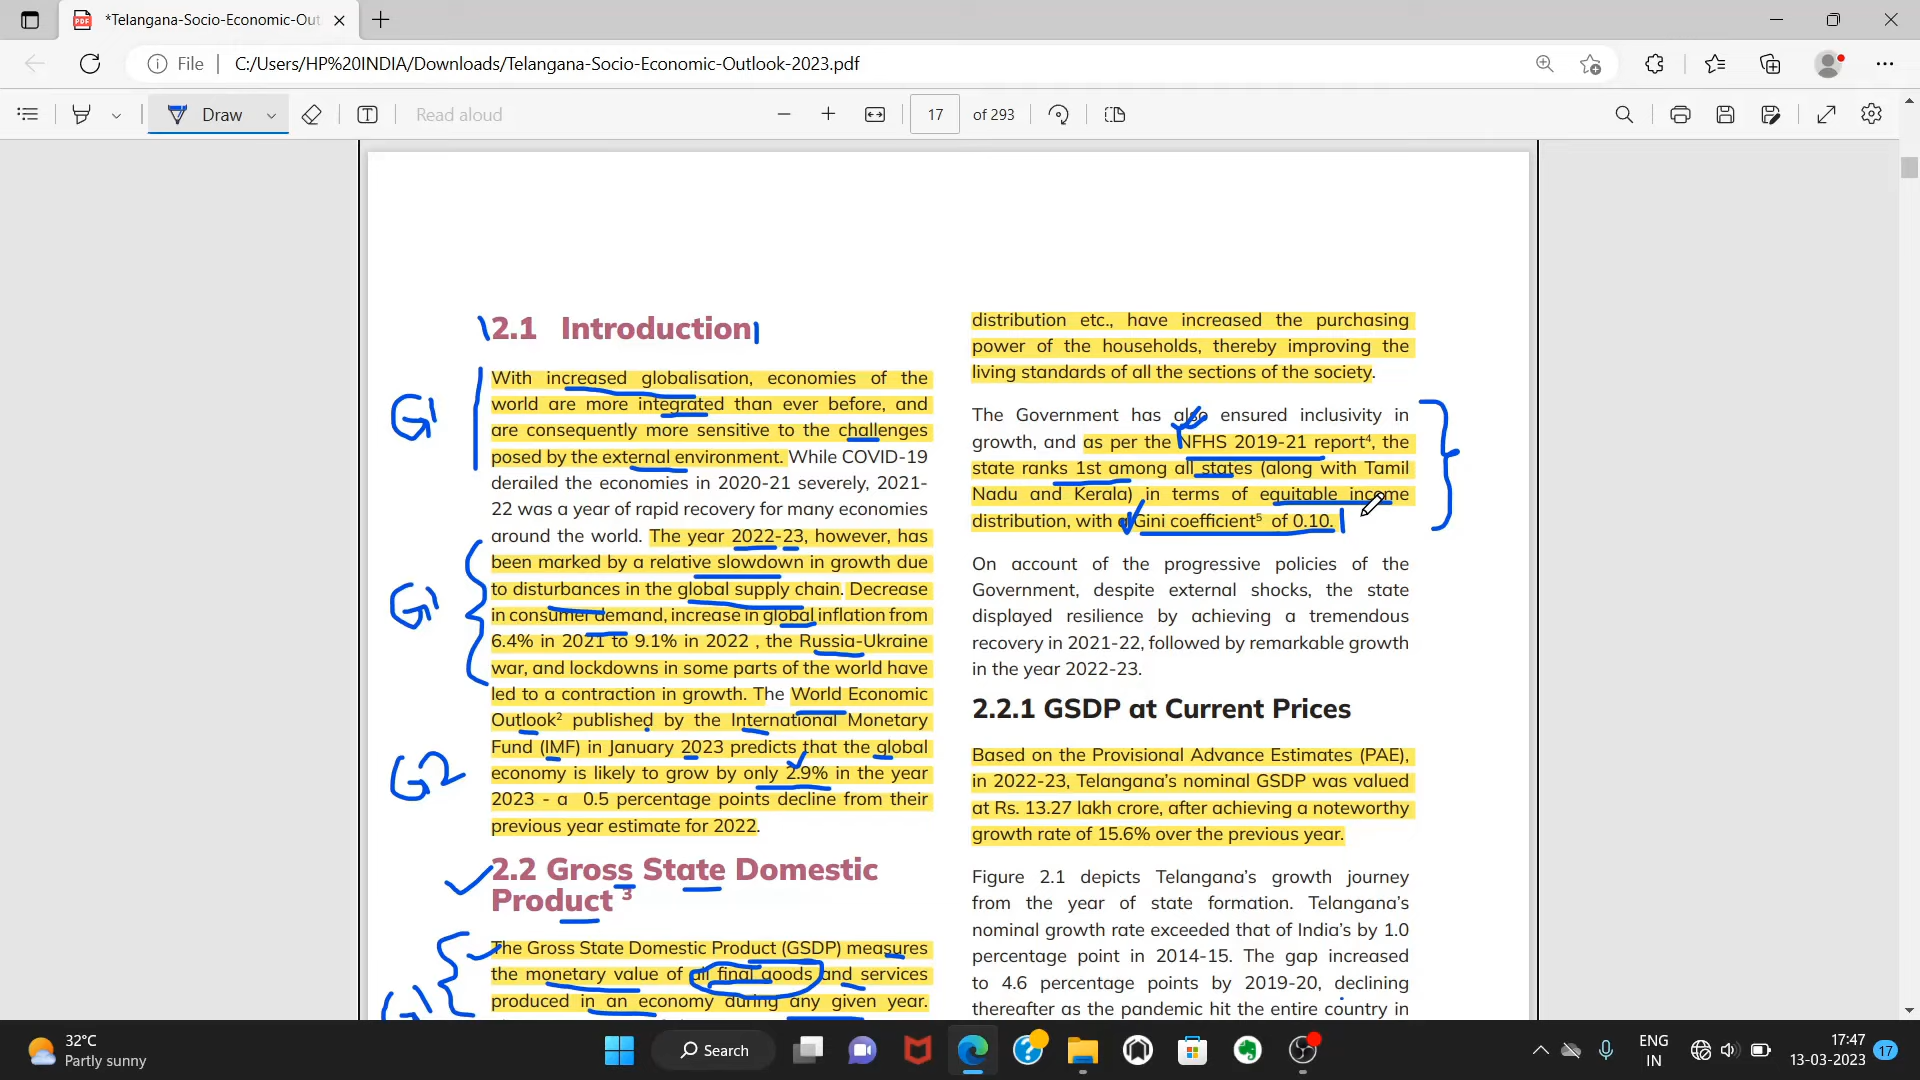 *Telangana-Socio-Economic-Out
File
C:/Users/HP%20INDIA/Downloads/Telangana-Socio-Economic-Outlook-2023.pdf
Draw
Read aloud
17
of 293
2.1 Introduction
With increased globalisation, economies of the
world are more integrated than ever before, and
are consequently more sensitive to the challenges
posed by the external environment. While COVID-19
derailed the economies in 2020-21 severely, 2021-
22 was a year of rapid recovery for many economies
around the world. The year 2022-23, however, has
been marked by a relative slowdown in growth due
to disturbances in the global supply chain. Decrease
in consumer demand, increase in global inflation from
6.4% in 2021 to 9.1% in 2022 , the Russia-Ukraine
war, and lockdowns in some parts of the world have
led to a contraction in growth. The World Economic
Outlook² published by the International Monetary
Fund (IMF) in January 2023 predicts that the global
economy is likely to grow by only 2.9% in the year
2023 - a 0.5 percentage points decline from their
previous year estimate for 2022.
G1
G1
G2
2.2 Gross State Domestic
Product ³
The Gross State Domestic Product (GSDP) measures
the monetary value of all final goods and services
produced in an economy during any given year.
distribution etc., have increased the purchasing
power of the households, thereby improving the
living standards of all the sections of the society.
The Government has also ensured inclusivity in
growth, and as per the NFHS 2019-21 report⁴, the
state ranks 1st among all states (along with Tamil
Nadu and Kerala) in terms of equitable income
distribution, with a Gini coefficient⁵ of 0.10.
On account of the progressive policies of the
Government, despite external shocks, the state
displayed resilience by achieving a tremendous
recovery in 2021-22, followed by remarkable growth
in the year 2022-23.
2.2.1 GSDP at Current Prices
Based on the Provisional Advance Estimates (PAE),
in 2022-23, Telangana's nominal GSDP was valued
at Rs. 13.27 lakh crore, after achieving a noteworthy
growth rate of 15.6% over the previous year.
Figure 2.1 depicts Telangana's growth journey
from the year of state formation. Telangana's
nominal growth rate exceeded that of India's by 1.0
percentage point in 2014-15. The gap increased
to 4.6 percentage points by 2019-20, declining
thereafter as the pandemic hit the entire country in
32°C
Partly sunny
Search
ENG
IN
17:47
13-03-2023
17